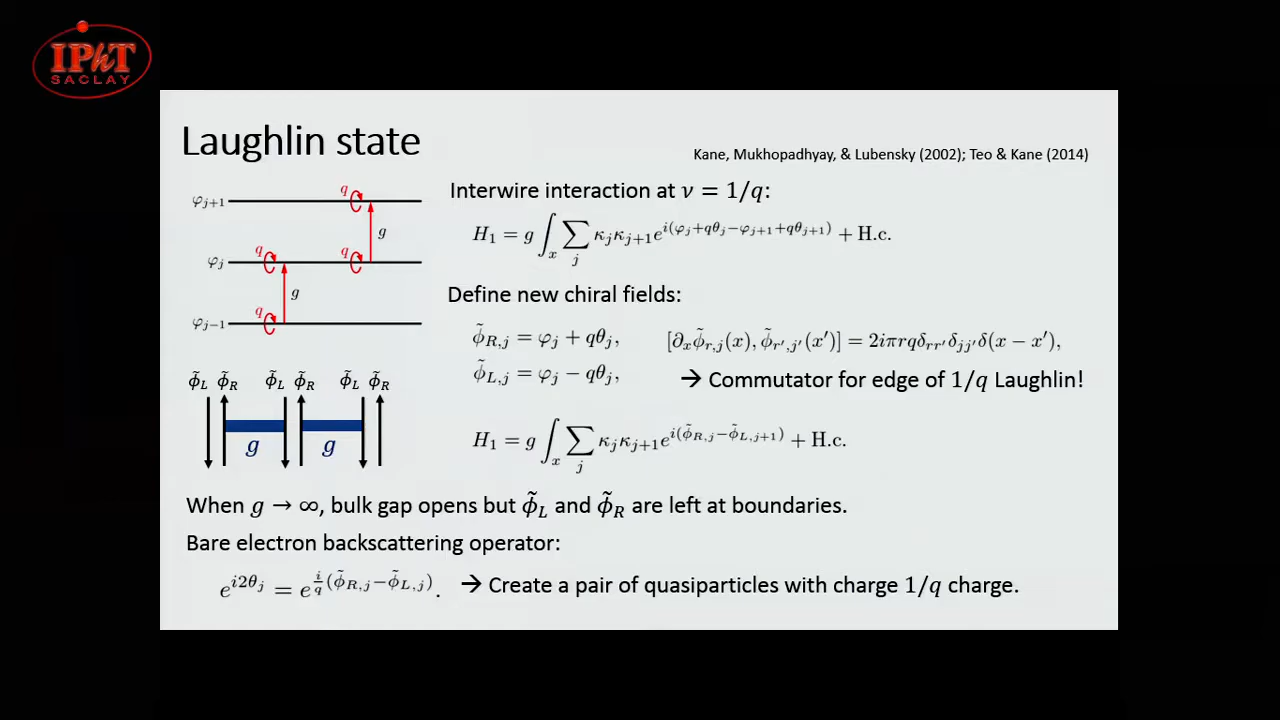 IPhT
SACLAY
Laughlin state
Kane, Mukhopadhyay, & Lubensky (2002); Teo & Kane (2014)
φ_{j+1} q
g
φ_j q q
g
φ_{j−1} q
Interwire interaction at ν = 1/q:
H_1 = g ∫_x ∑_j κ_j κ_{j+1} e^{i(φ_j+qθ_j−φ_{j+1}+qθ_{j+1})} + H.c.
Define new chiral fields:
ϕ̃_{R,j} = φ_j + qθ_j,
ϕ̃_{L,j} = φ_j − qθ_j,
[∂_x ϕ̃_{r,j}(x), ϕ̃_{r′,j′}(x′)] = 2iπrqδ_{rr′}δ_{jj′}δ(x − x′),
→ Commutator for edge of 1/q Laughlin!
ϕ̃_L ϕ̃_R ϕ̃_L ϕ̃_R ϕ̃_L ϕ̃_R
g g
H_1 = g ∫_x ∑_j κ_j κ_{j+1} e^{i(ϕ̃_{R,j}−ϕ̃_{L,j+1})} + H.c.
When g → ∞, bulk gap opens but ϕ̃_L and ϕ̃_R are left at boundaries.
Bare electron backscattering operator:
e^{i2θ_j} = e^{\frac{i}{q}(ϕ̃_{R,j}−ϕ̃_{L,j})}. → Create a pair of quasiparticles with charge 1/q charge.